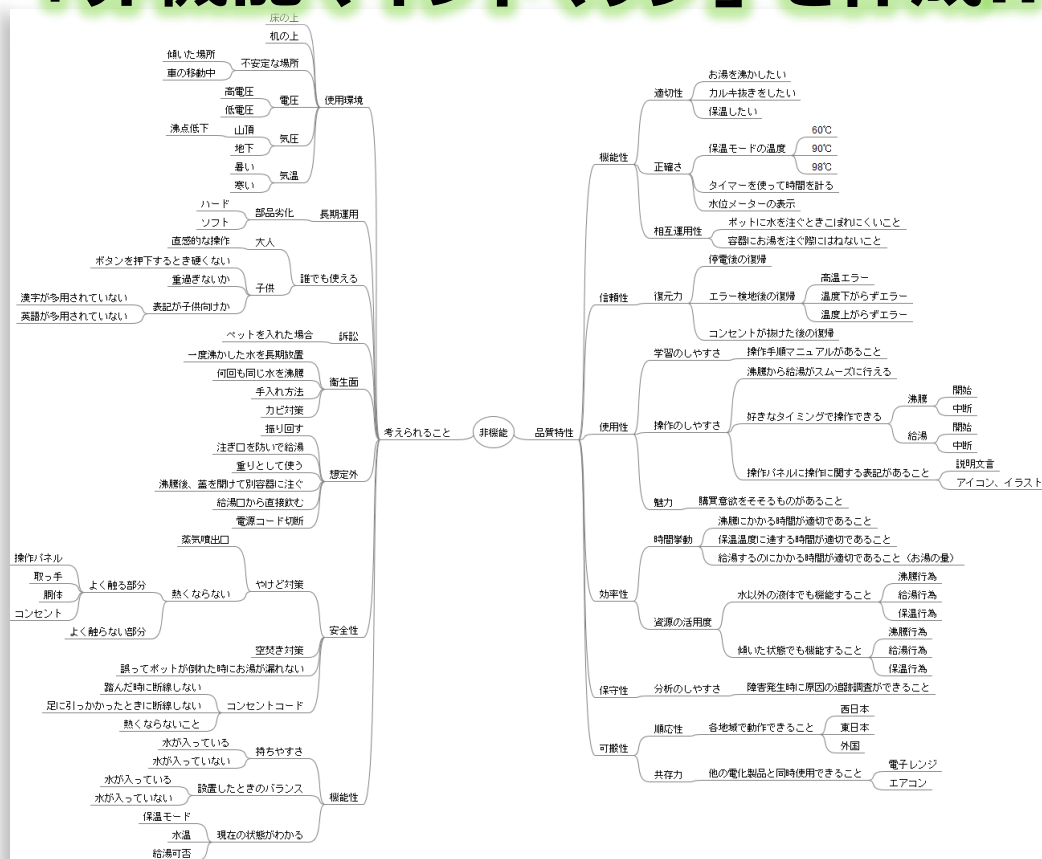 「非機能マインドマップ」を作成
床の上
机の上
傾いた場所
車の移動中
不安定な場所
高電圧
低電圧
電圧
使用環境
沸点低下
山頂
地下
気圧
暑い
寒い
気温
ハード
ソフト
部品劣化
長期運用
直感的な操作
大人
ボタンを押下するとき硬くない
重過ぎないか
子供
誰でも使える
漢字が多用されていない
英語が多用されていない
表記が子供向けか
ペットを入れた場合
訴訟
一度沸かした水を長期放置
何回も同じ水を沸騰
手入れ方法
カビ対策
衛生面
振り回す
注ぎ口を防いで給湯
重りとして使う
沸騰後、蓋を開けて別容器に注ぐ
給湯口から直接飲む
電源コード切断
想定外
考えられること
蒸気噴出口
操作パネル
取っ手
胴体
コンセント
よく触る部分
よく触らない部分
熱くならない
やけど対策
空焚き対策
誤ってポットが倒れた時にお湯が漏れない
安全性
踏んだ時に断線しない
足に引っかかったときに断線しない
熱くならないこと
コンセントコード
水が入っている
水が入っていない
持ちやすさ
水が入っている
水が入っていない
設置したときのバランス
機能性
保温モード
水温
給湯可否
現在の状態がわかる
非機能
品質特性
機能性
適切性
お湯を沸かしたい
カルキ抜きをしたい
保温したい
正確さ
保温モードの温度
60℃
90℃
98℃
タイマーを使って時間を計る
水位メーターの表示
相互運用性
ポットに水を注ぐときこぼれにくいこと
容器にお湯を注ぐ際にはねないこと
信頼性
復元力
停電後の復帰
エラー検地後の復帰
高温エラー
温度下がらずエラー
温度上がらずエラー
コンセントが抜けた後の復帰
使用性
学習のしやすさ
操作手順マニュアルがあること
操作のしやすさ
沸騰から給湯がスムーズに行える
好きなタイミングで操作できる
沸騰
開始
中断
給湯
開始
中断
操作パネルに操作に関する表記があること
説明文言
アイコン、イラスト
魅力
購買意欲をそそるものがあること
効率性
時間挙動
沸騰にかかる時間が適切であること
保温温度に達する時間が適切であること
給湯するのにかかる時間が適切であること（お湯の量）
資源の活用度
水以外の液体でも機能すること
沸騰行為
給湯行為
保温行為
傾いた状態でも機能すること
沸騰行為
給湯行為
保温行為
保守性
分析のしやすさ
障害発生時に原因の追跡調査ができること
可搬性
順応性
各地域で動作できること
西日本
東日本
外国
共存力
他の電化製品と同時使用できること
電子レンジ
エアコン